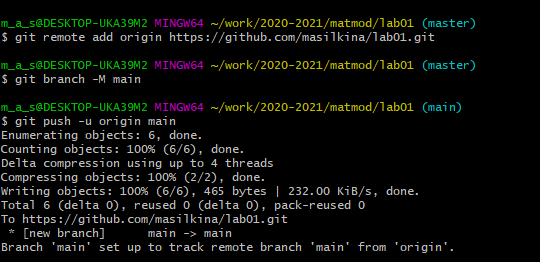 m_a_s@DESKTOP-UKA39M2 MINGW64 ~/work/2020-2021/matmod/lab01 (master)
$ git remote add origin https://github.com/masilkina/lab01.git
m_a_s@DESKTOP-UKA39M2 MINGW64 ~/work/2020-2021/matmod/lab01 (master)
$ git branch -M main
m_a_s@DESKTOP-UKA39M2 MINGW64 ~/work/2020-2021/matmod/lab01 (main)
$ git push -u origin main
Enumerating objects: 6, done.
Counting objects: 100% (6/6), done.
Delta compression using up to 4 threads
Compressing objects: 100% (2/2), done.
Writing objects: 100% (6/6), 465 bytes | 232.00 KiB/s, done.
Total 6 (delta 0), reused 0 (delta 0), pack-reused 0
To https://github.com/masilkina/lab01.git
 * [new branch]      main -> main
Branch 'main' set up to track remote branch 'main' from 'origin'.